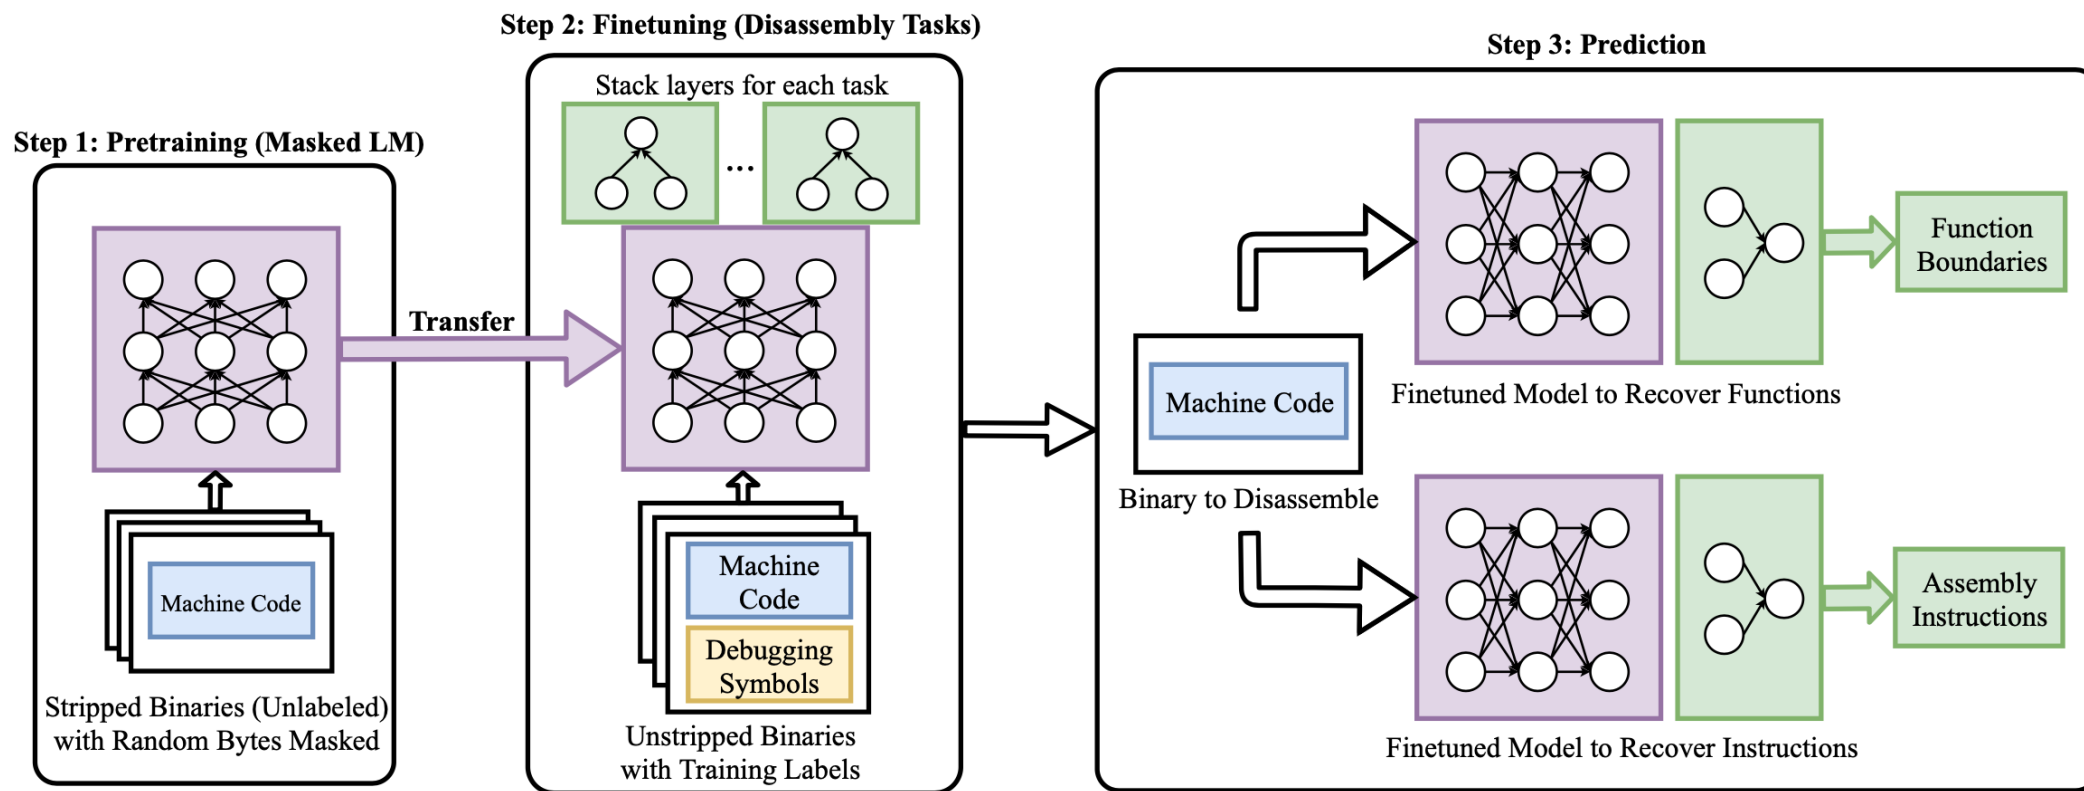 Step 1: Pretraining (Masked LM)
Machine Code
Stripped Binaries (Unlabeled)
with Random Bytes Masked
Transfer
Step 2: Finetuning (Disassembly Tasks)
Stack layers for each task
...
Machine
Code
Debugging
Symbols
Unstripped Binaries
with Training Labels
Step 3: Prediction
Machine Code
Binary to Disassemble
Finetuned Model to Recover Functions
Function
Boundaries
Finetuned Model to Recover Instructions
Assembly
Instructions